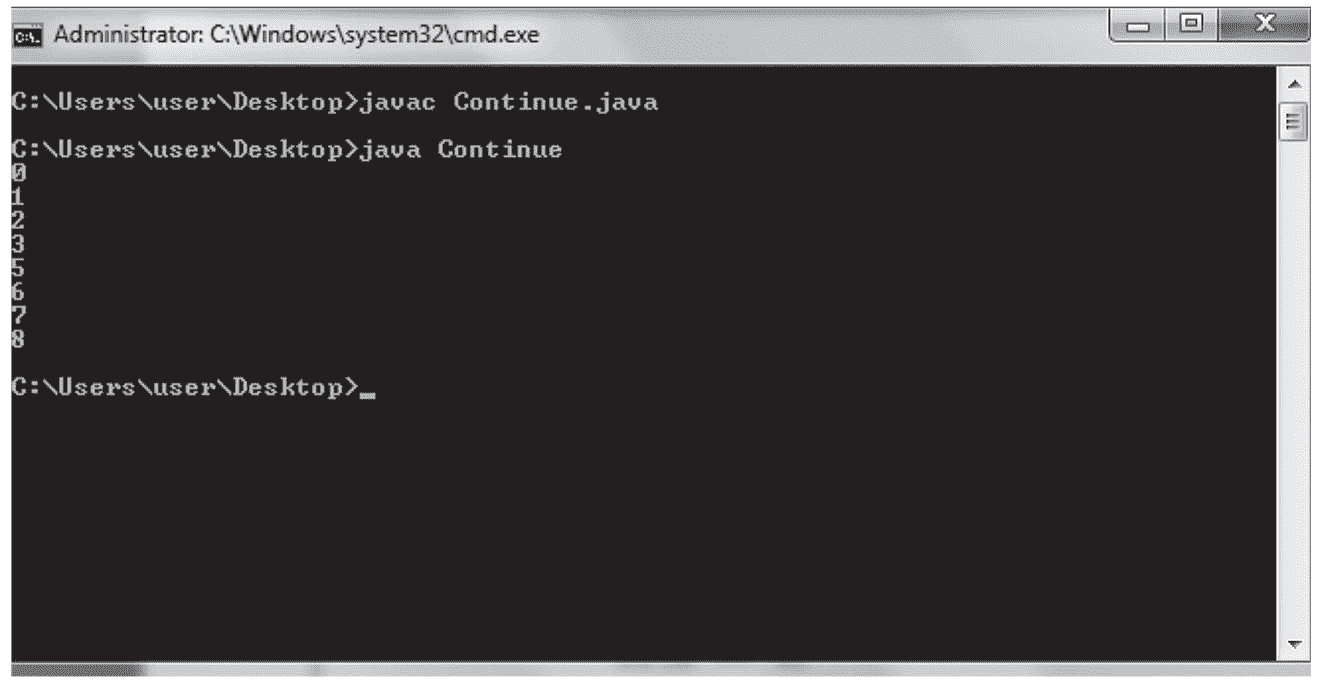 Administrator: C:\Windows\system32\cmd.exe
C:\Users\user\Desktop>javac Continue.java
C:\Users\user\Desktop>java Continue
0
1
2
3
5
6
7
8
C:\Users\user\Desktop>_